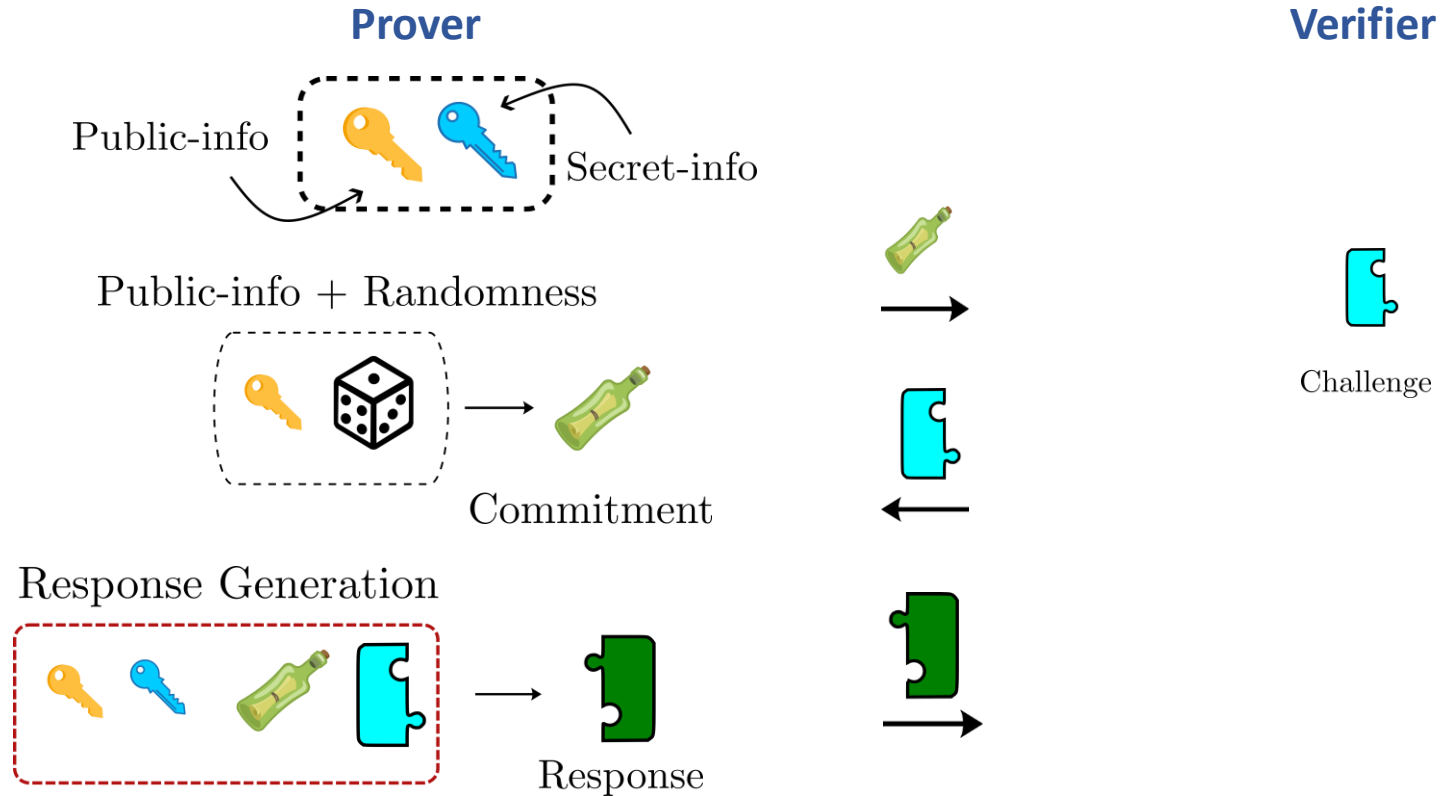 Prover
Verifier
Public-info
Secret-info
Public-info + Randomness
Challenge
Commitment
Response Generation
Response